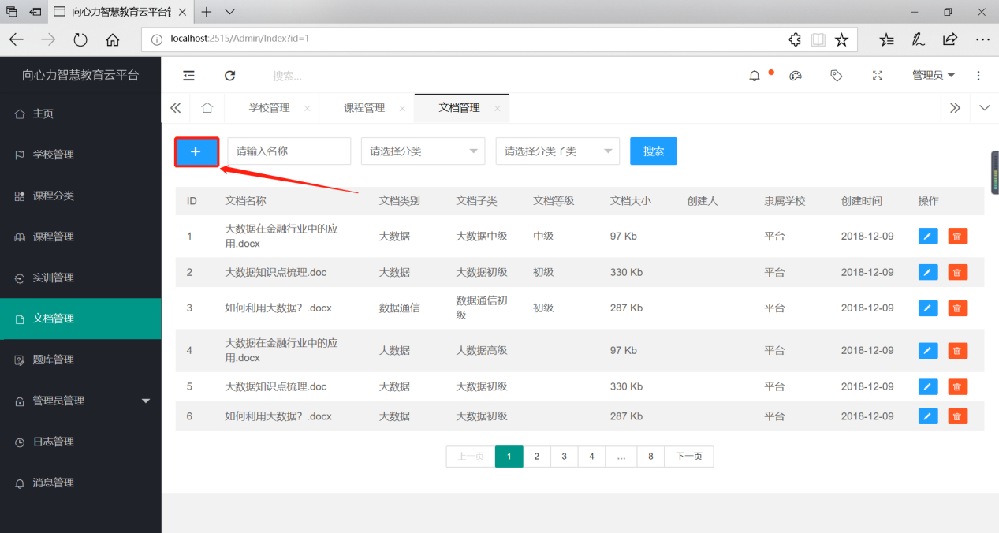 向心力智慧教育云平台管
localhost:2515/Admin/Index?id=1
向心力智慧教育云平台
搜索...
管理员
主页
学校管理
课程分类
课程管理
实训管理
文档管理
题库管理
管理员管理
日志管理
消息管理
学校管理 课程管理 文档管理
+ 请输入名称 请选择分类 请选择分类子类 搜索
ID 文档名称 文档类别 文档子类 文档等级 文档大小 创建人 隶属学校 创建时间 操作
1 大数据在金融行业中的应 大数据 大数据中级 中级 97 Kb 平台 2018-12-09
用.docx
2 大数据知识点梳理.doc 大数据 大数据初级 初级 330 Kb 平台 2018-12-09
3 如何利用大数据? .docx 数据通信 数据通信初 初级 287 Kb 平台 2018-12-09
级
4 大数据在金融行业中的应 大数据 大数据高级 97 Kb 平台 2018-12-09
用.docx
5 大数据知识点梳理.doc 大数据 大数据初级 330 Kb 平台 2018-12-09
6 如何利用大数据? .docx 大数据 大数据初级 287 Kb 平台 2018-12-09
上一页 1 2 3 4 ... 8 下一页